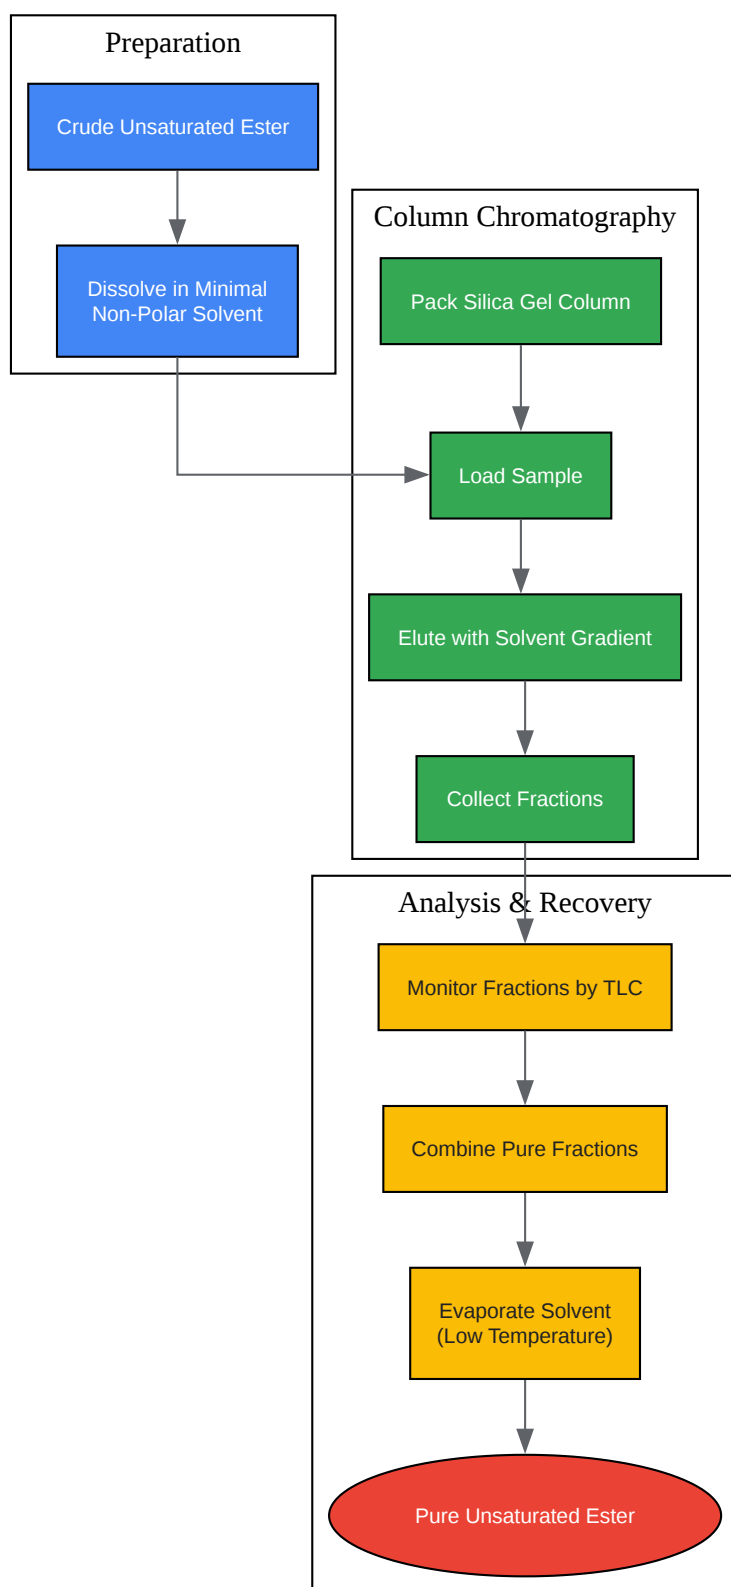 Preparation
Crude Unsaturated Ester
Dissolve in Minimal
Non-Polar Solvent
Column Chromatography
Pack Silica Gel Column
Load Sample
Elute with Solvent Gradient
Collect Fractions
Analysis & Recovery
Monitor Fractions by TLC
Combine Pure Fractions
Evaporate Solvent
(Low Temperature)
Pure Unsaturated Ester